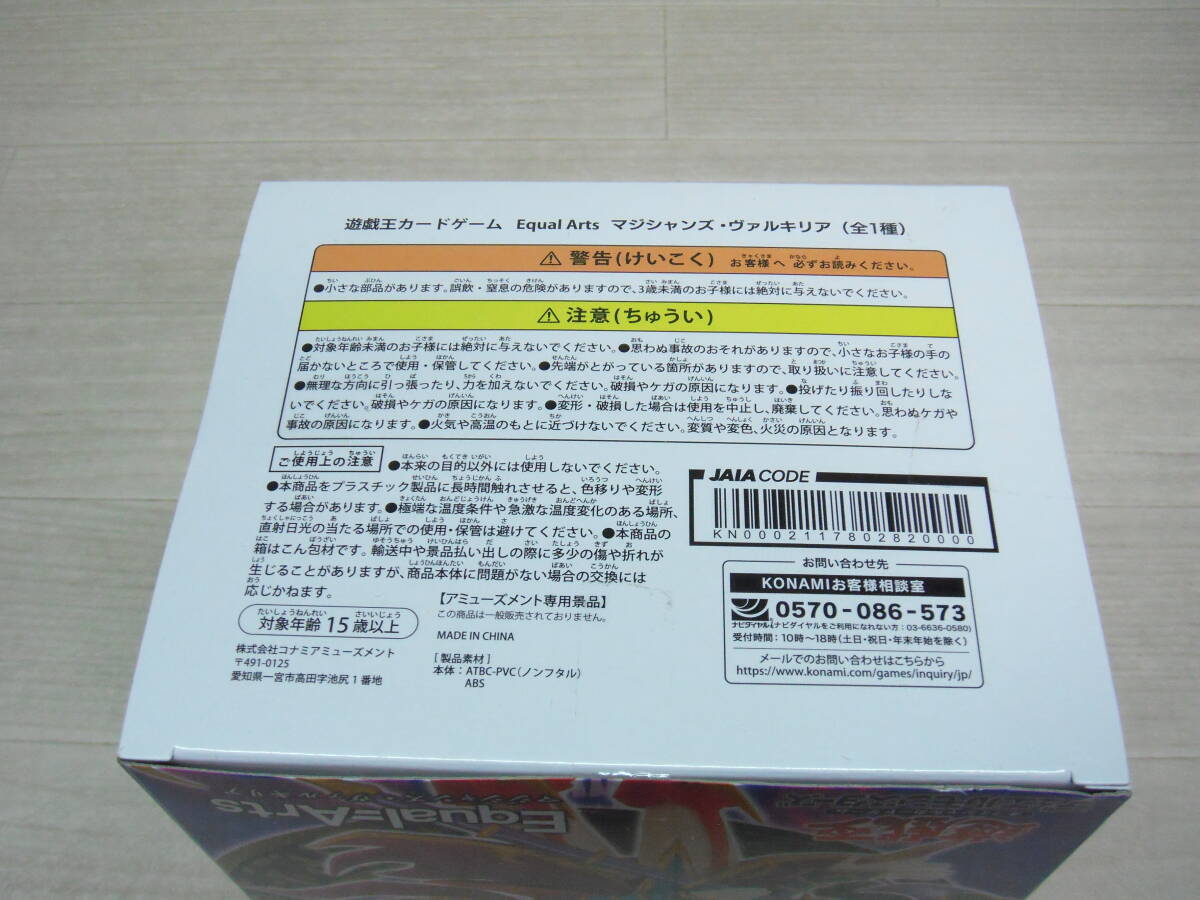 遊戯王カードゲーム Equal Arts マジシャンズ・ヴァルキリア（全1種）
⚠ 警告(けいこく) お客様へ 必ずお読みください。
●小さな部品があります。誤飲・窒息の危険がありますので、3歳未満のお子様には絶対に与えないでください。
⚠ 注意(ちゅうい)
●対象年齢未満のお子様には絶対に与えないでください。●思わぬ事故のおそれがありますので、小さなお子様の手の
届かないところで使用・保管してください。●先端がとがっている箇所がありますので、取り扱いに注意してください。
●無理な方向に引っ張ったり、力を加えないでください。破損やケガの原因になります。●投げたり振り回したりしな
いでください。破損やケガの原因になります。●変形・破損した場合は使用を中止し、廃棄してください。思わぬケガや
事故の原因になります。●火気や高温のもとに近づけないでください。変質や変色、火災の原因となります。
ご使用上の注意 ●本来の目的以外には使用しないでください。
●本商品をプラスチック製品に長時間触れさせると、色移りや変形
する場合があります。●極端な温度条件や急激な温度変化のある場所、
直射日光の当たる場所での使用・保管は避けてください。●本商品の
箱はこん包材です。輸送中や景品払い出しの際に多少の傷や折れが
生じることがありますが、商品本体に問題がない場合の交換には
応じかねます。
対象年齢 15歳以上
株式会社コナミアミューズメント
〒491-0125
愛知県一宮市高田字池尻1番地
【アミューズメント専用景品】
この商品は一般販売されておりません。
MADE IN CHINA
[製品素材]
本体：ATBC-PVC（ノンフタル）
ABS
JAIA CODE
KN00021178028200​00
お問い合わせ先
KONAMIお客様相談室
0570-086-573
ナビダイヤル（ナビダイヤルをご利用になれない方：03-6636-0580）
受付時間：10時～18時（土日・祝日・年末年始を除く）
メールでのお問い合わせはこちらから
https://www.konami.com/games/inquiry/jp/
Equal=Arts
マジシャンズ・ヴァルキリア
遊戯王